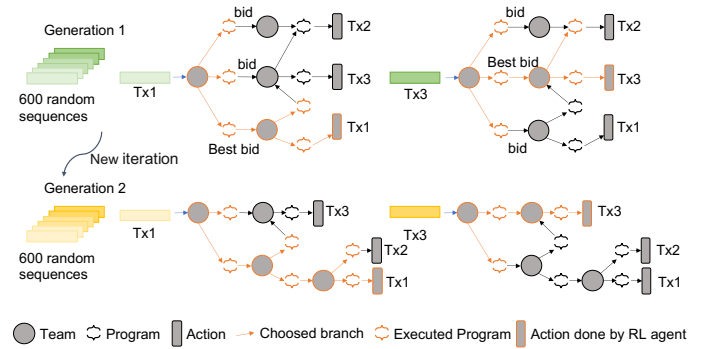 Generation 1
600 random
sequences
Tx1
bid
bid
Best bid
Tx2
Tx3
Tx1
Tx3
bid
Best bid
bid
Tx2
Tx3
Tx1
New iteration
Generation 2
600 random
sequences
Tx1
Tx3
Tx2
Tx1
Tx3
Tx3
Tx2
Tx1
Team
Program
Action
Choosed branch
Executed Program
Action done by RL agent